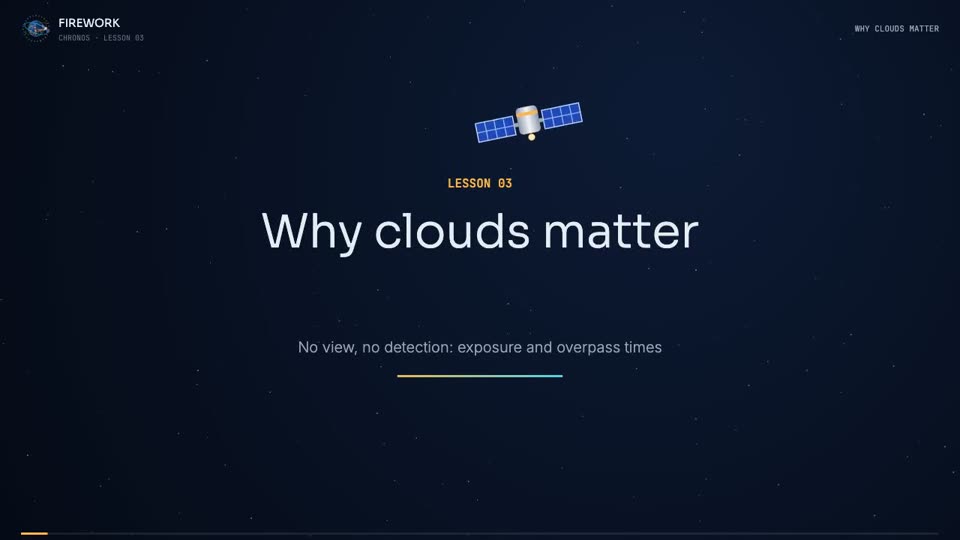 FIREWORK
CHRONOS · LESSON 03
WHY CLOUDS MATTER
LESSON 03
Why clouds matter
No view, no detection: exposure and overpass times